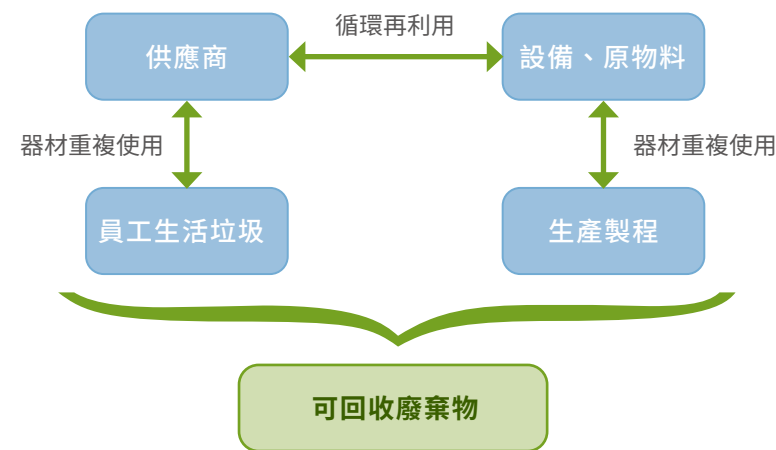 循環再利用
供應商
設備、原物料
器材重複使用
器材重複使用
員工生活垃圾
生產製程
可回收廢棄物